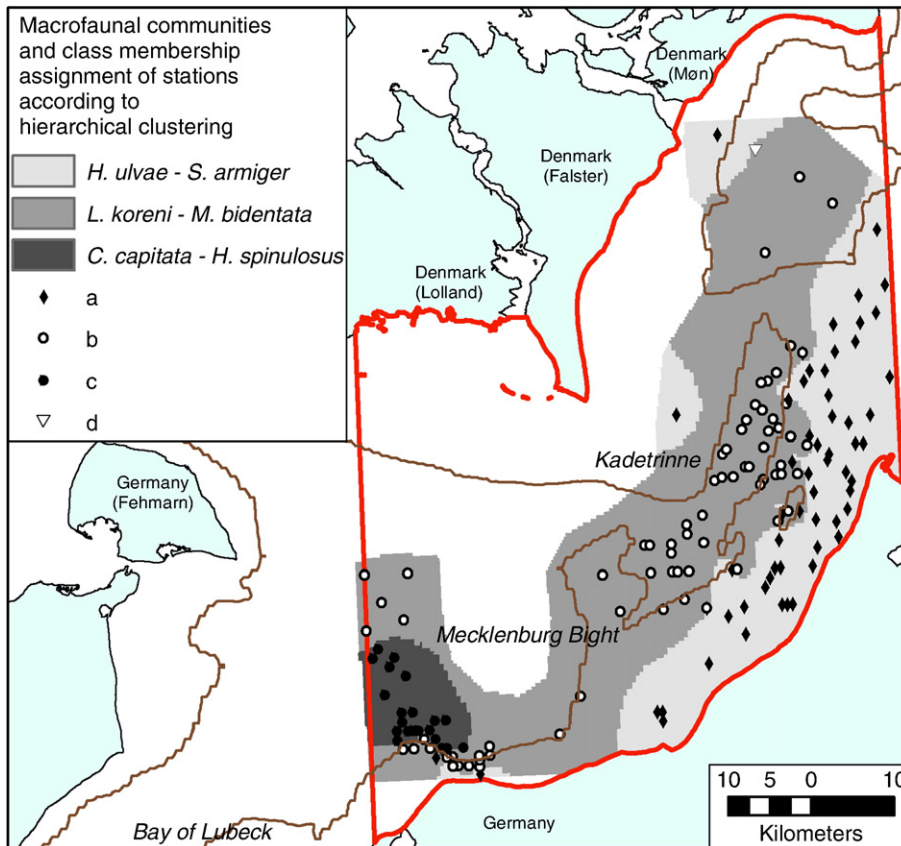 Macrofaunal communities
and class membership
assignment of stations
according to
hierarchical clustering
H. ulvae - S. armiger
L. koreni - M. bidentata
C. capitata - H. spinulosus
a
b
c
d
Denmark
(Møn)
Denmark
(Falster)
Denmark
(Lolland)
Kadetrinne
Germany
(Fehmarn)
Mecklenburg Bight
Bay of Lubeck
Germany
10 5 0 10
Kilometers